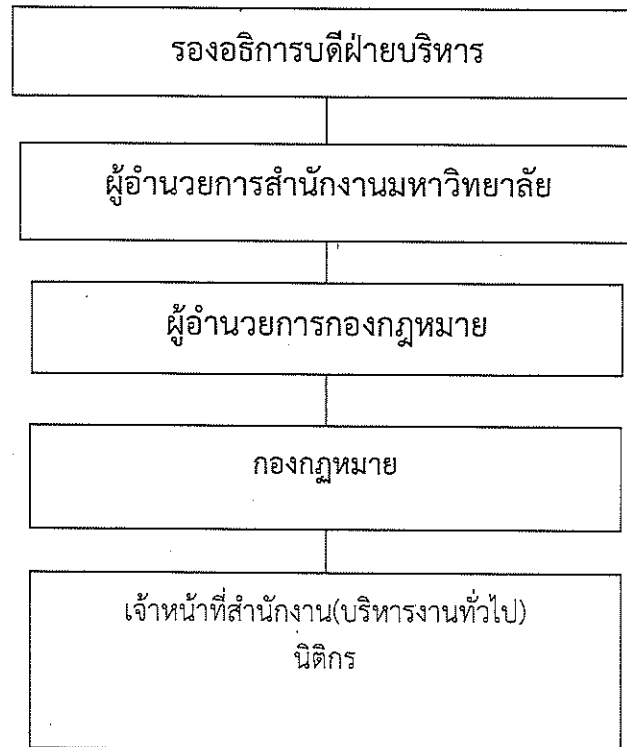 รองอธิการบดีฝ่ายบริหาร
ผู้อำนวยการสำนักงานมหาวิทยาลัย
ผู้อำนวยการกองกฎหมาย
กองกฎหมาย
เจ้าหน้าที่สำนักงาน(บริหารงานทั่วไป)
นิติกร